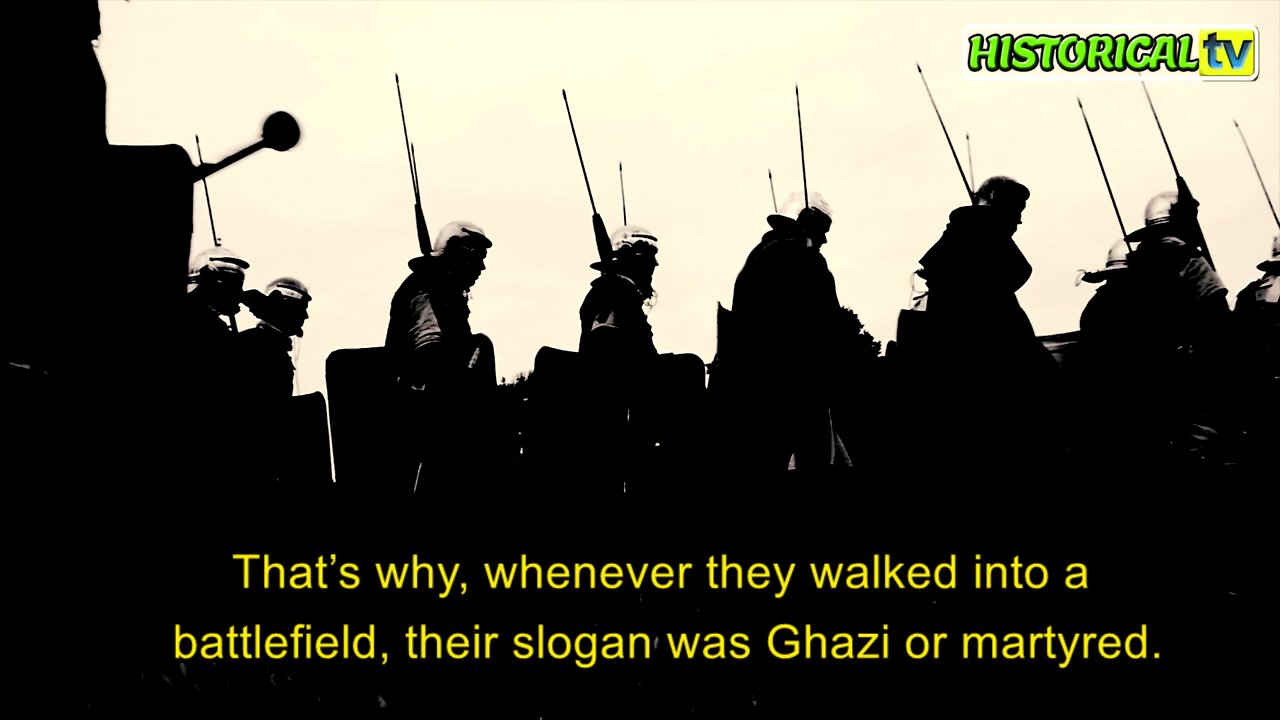 HISTORICAL tv
That’s why, whenever they walked into a
battlefield, their slogan was Ghazi or martyred.